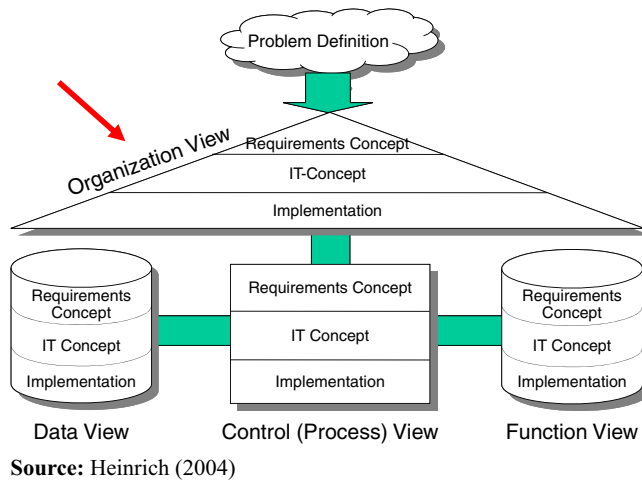 Problem Definition
Organization View
Requirements Concept
IT-Concept
Implementation
Requirements
Concept
IT Concept
Implementation
Data View
Requirements Concept
IT Concept
Implementation
Control (Process) View
Requirements
Concept
IT Concept
Implementation
Function View
Source: Heinrich (2004)